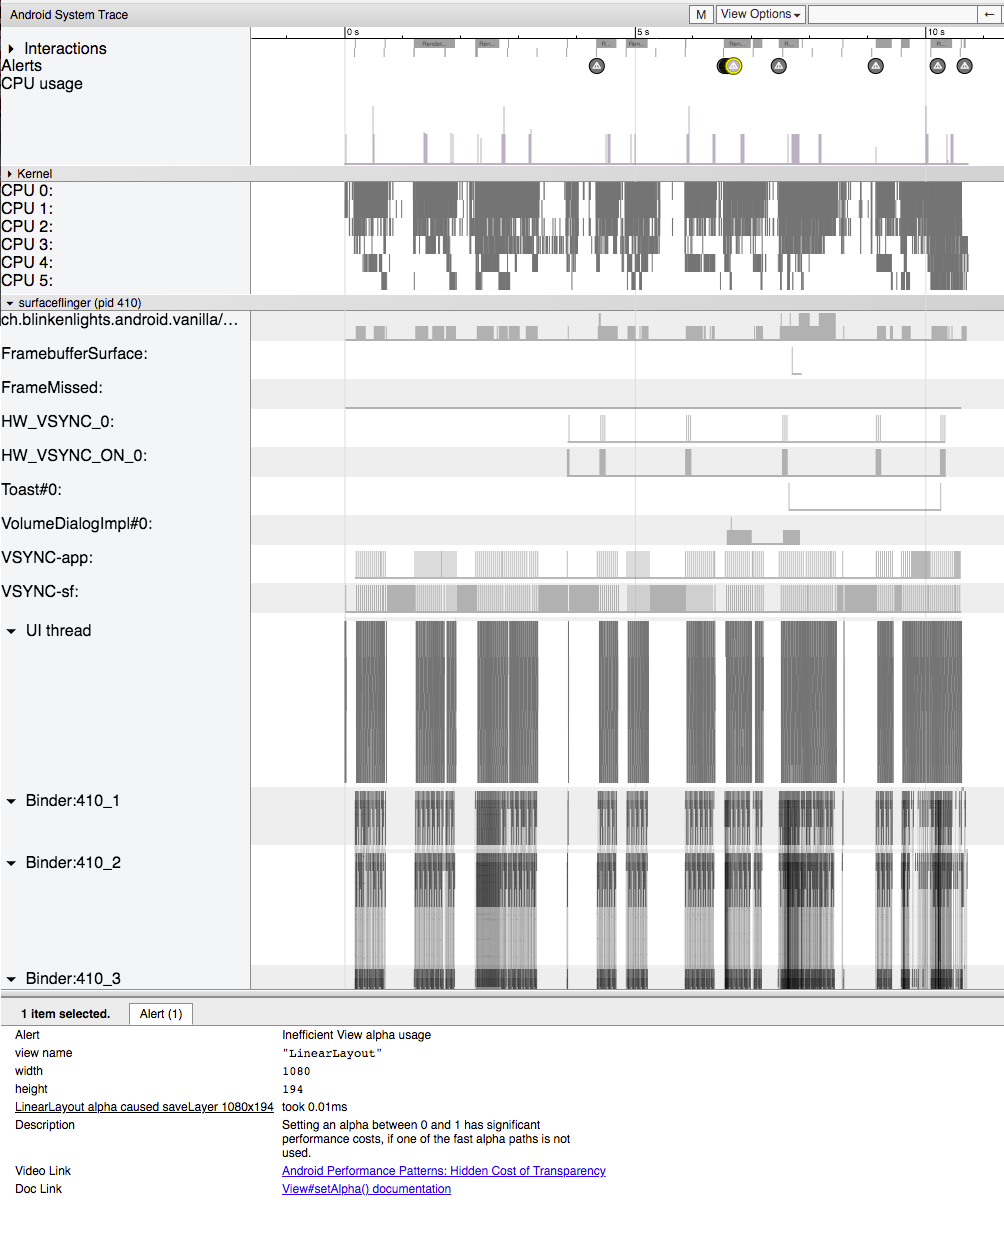 Android System Trace
M
View Options
←
0 s
5 s
10 s
Interactions
Render...
Ren...
R...
Ren...
Ren...
R...
R...
Alerts
CPU usage
Kernel
CPU 0:
CPU 1:
CPU 2:
CPU 3:
CPU 4:
CPU 5:
surfaceflinger (pid 410)
ch.blinkenlights.android.vanilla/...
FramebufferSurface:
FrameMissed:
HW_VSYNC_0:
HW_VSYNC_ON_0:
Toast#0:
VolumeDialogImpl#0:
VSYNC-app:
VSYNC-sf:
UI thread
Binder:410_1
Binder:410_2
Binder:410_3
1 item selected.
Alert (1)
Alert Inefficient View alpha usage
view name "LinearLayout"
width 1080
height 194
LinearLayout alpha caused saveLayer 1080x194 took 0.01ms
Description Setting an alpha between 0 and 1 has significant
performance costs, if one of the fast alpha paths is not
used.
Video Link Android Performance Patterns: Hidden Cost of Transparency
Doc Link View#setAlpha() documentation